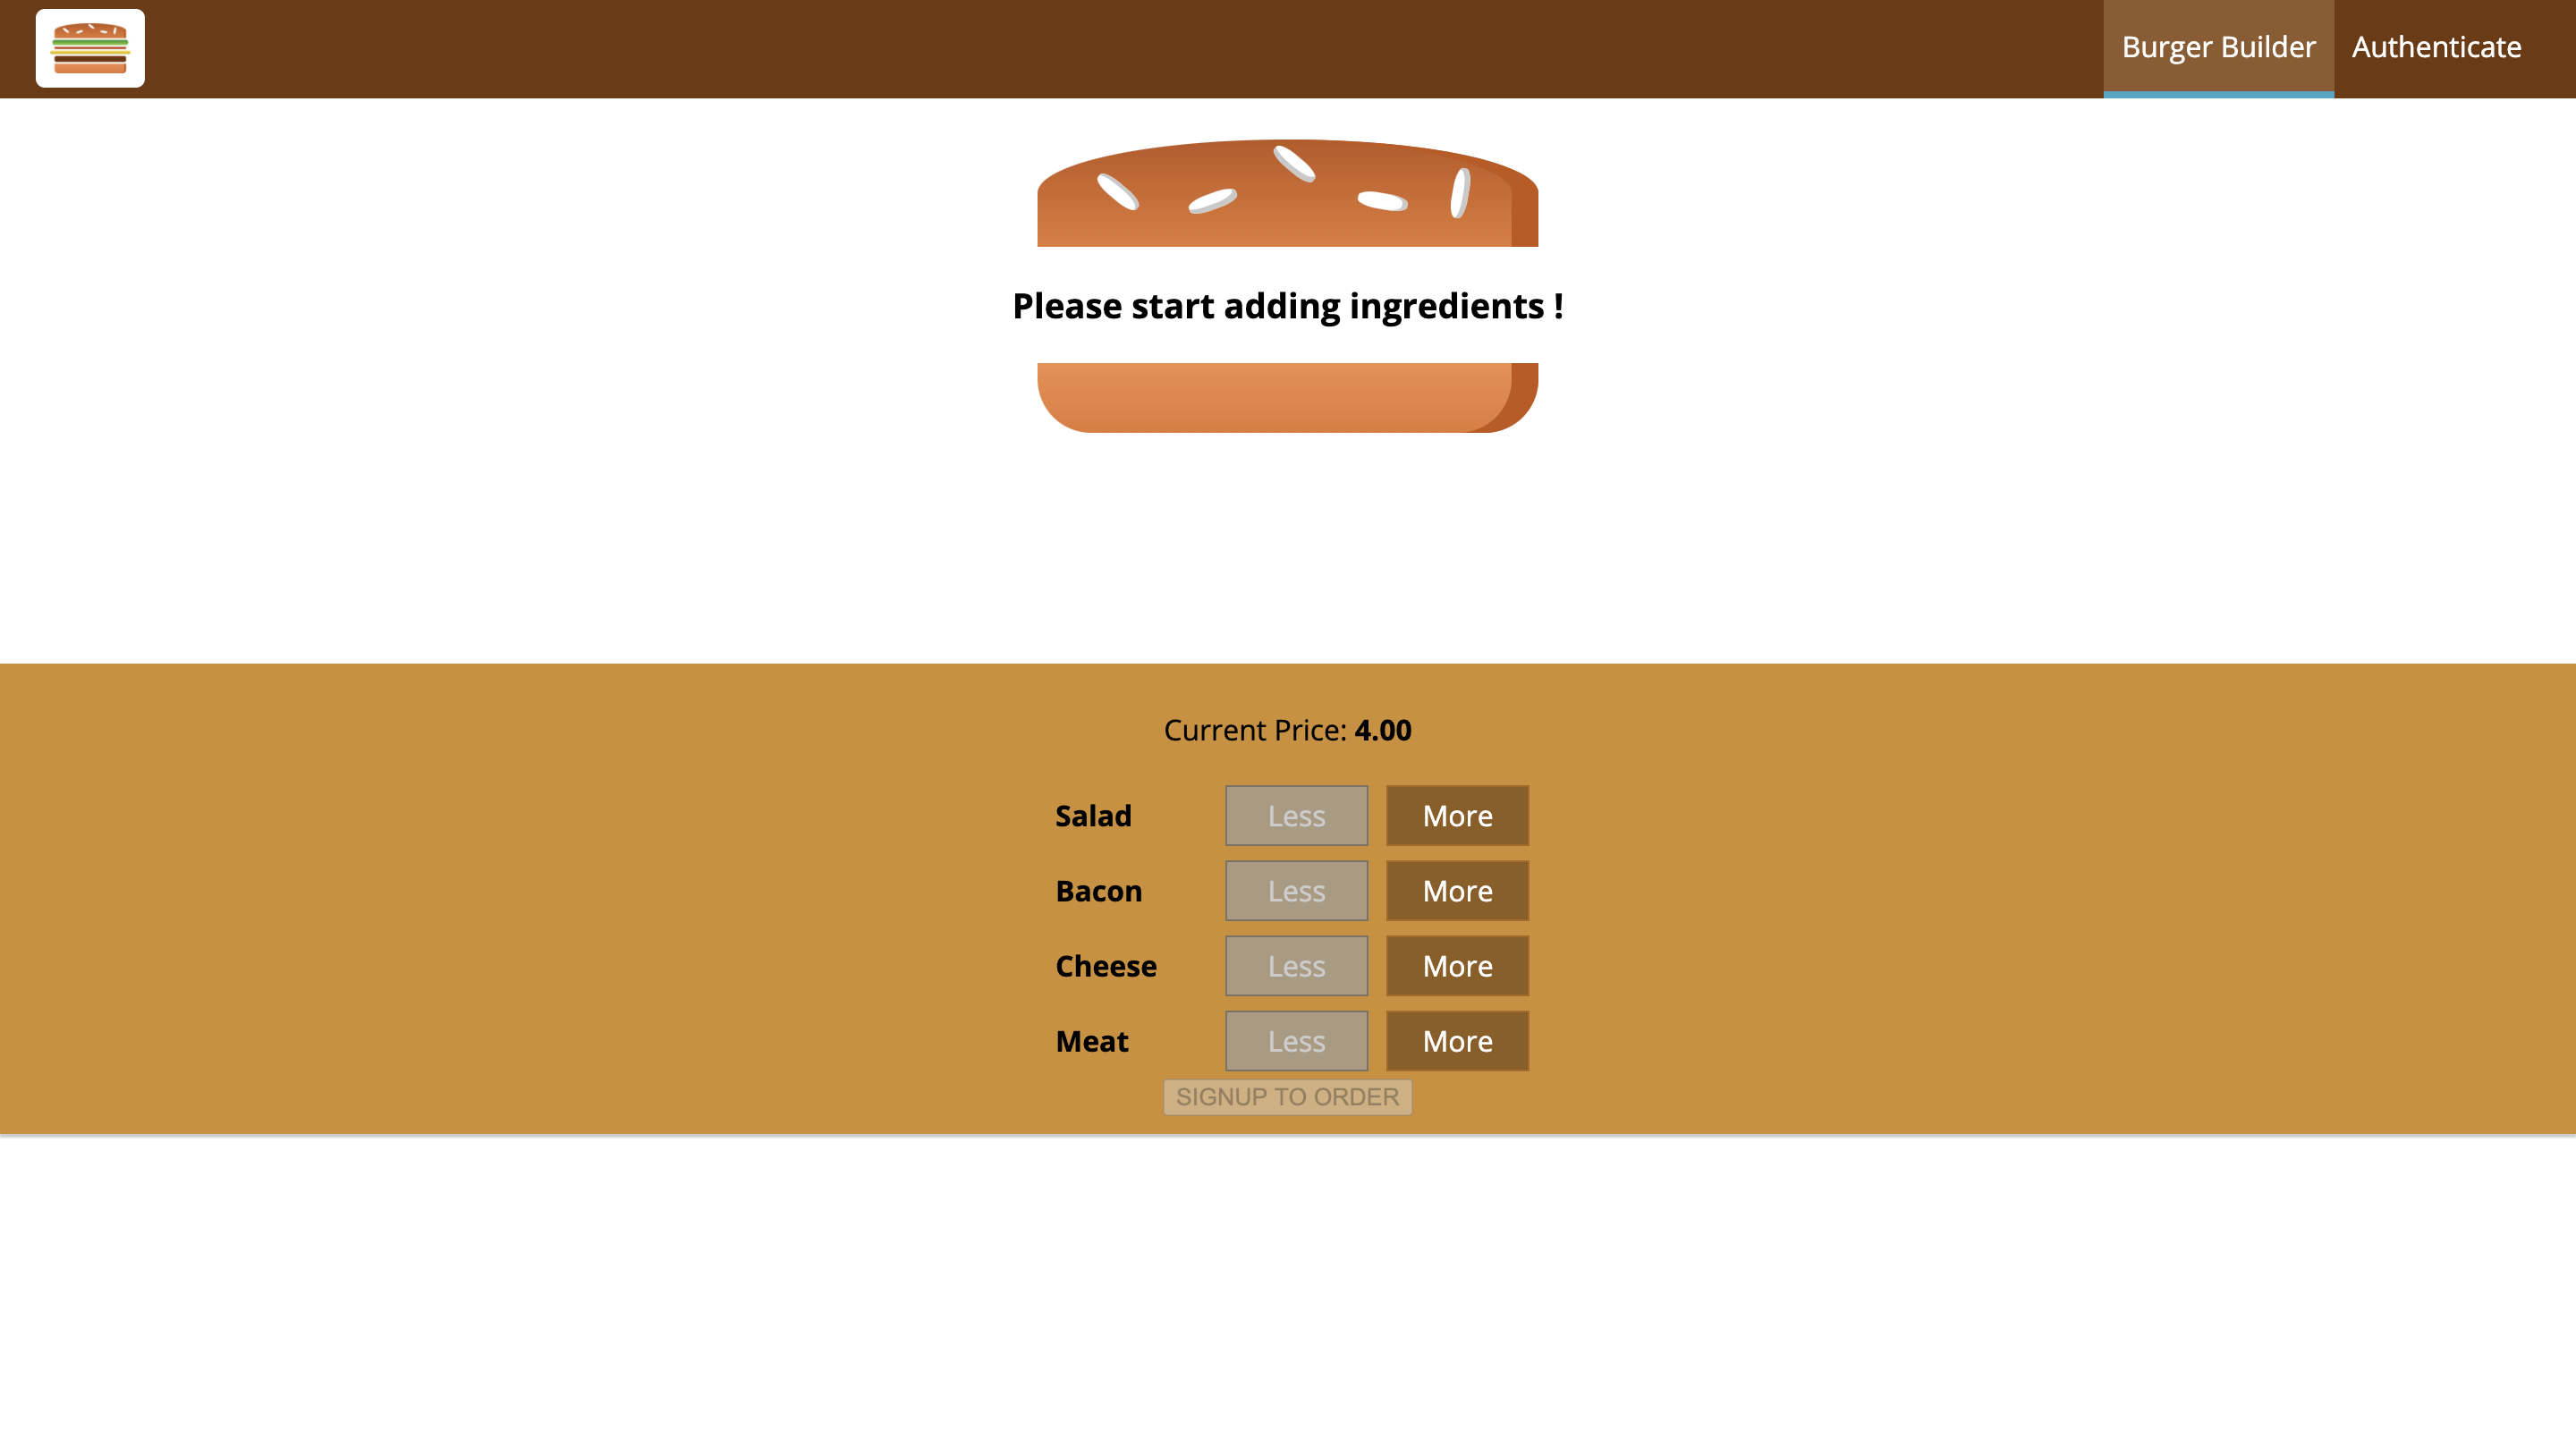 Burger Builder Authenticate
Please start adding ingredients !
Current Price: 4.00
Salad Less More
Bacon Less More
Cheese Less More
Meat Less More
SIGNUP TO ORDER